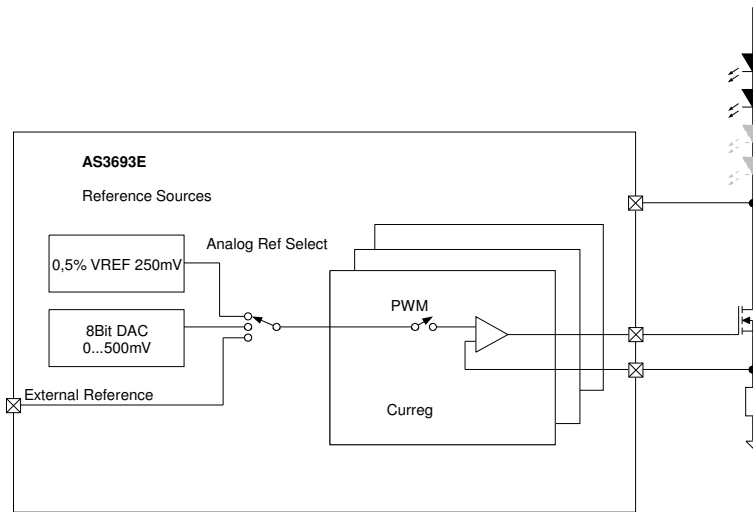 AS3693E
Reference Sources
Analog Ref Select
0,5% VREF 250mV
PWM
8Bit DAC
0...500mV
External Reference
Curreg